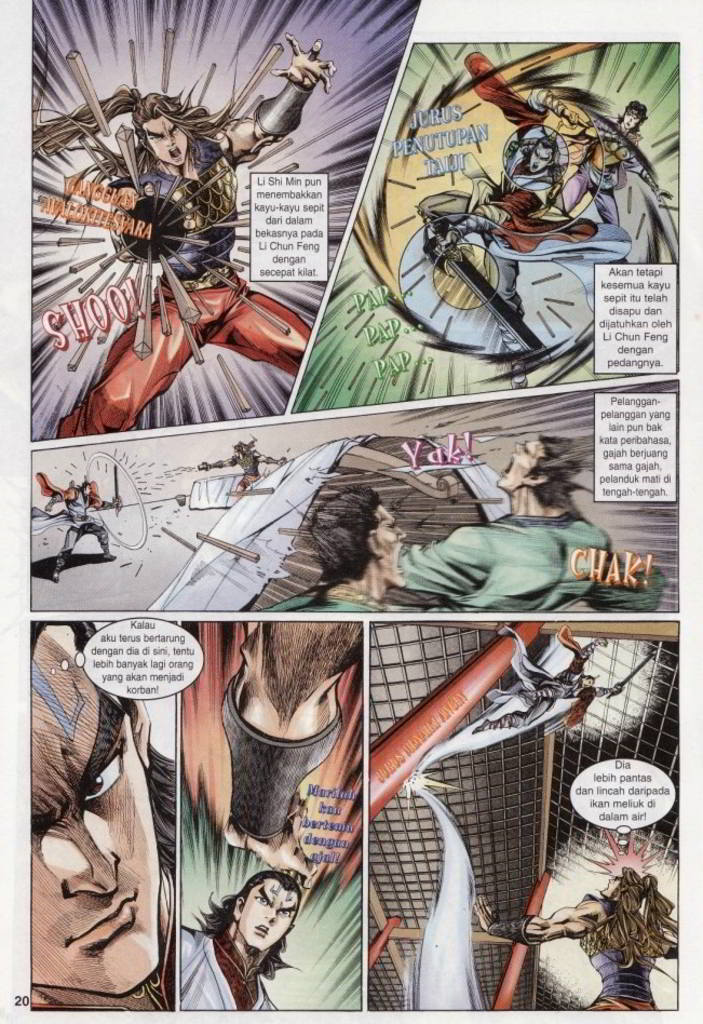 GANGGUAN
AVALOKITESVARA
SHOO!
Li Shi Min pun
menembakkan
kayu-kayu sepit
dari dalam
bekasnya pada
Li Chun Feng
dengan
secepat kilat.
JURUS
PENUTUPAN
TAIJI
PAP...
PAP...
PAP...
Akan tetapi
kesemua kayu
sepit itu telah
disapu dan
dijatuhkan oleh
Li Chun Feng
dengan
pedangnya.
Pelanggan-
pelanggan yang
lain pun bak
kata peribahasa,
gajah berjuang
sama gajah,
pelanduk mati di
tengah-tengah.
Yak!
CHAK!
Kalau
aku terus bertarung
dengan dia di sini, tentu
lebih banyak lagi orang
yang akan menjadi
korban!
Marilah
kau
bertemu
dengan
ajal!
Dia
lebih pantas
dan lincah daripada
ikan meliuk di
dalam air!
20